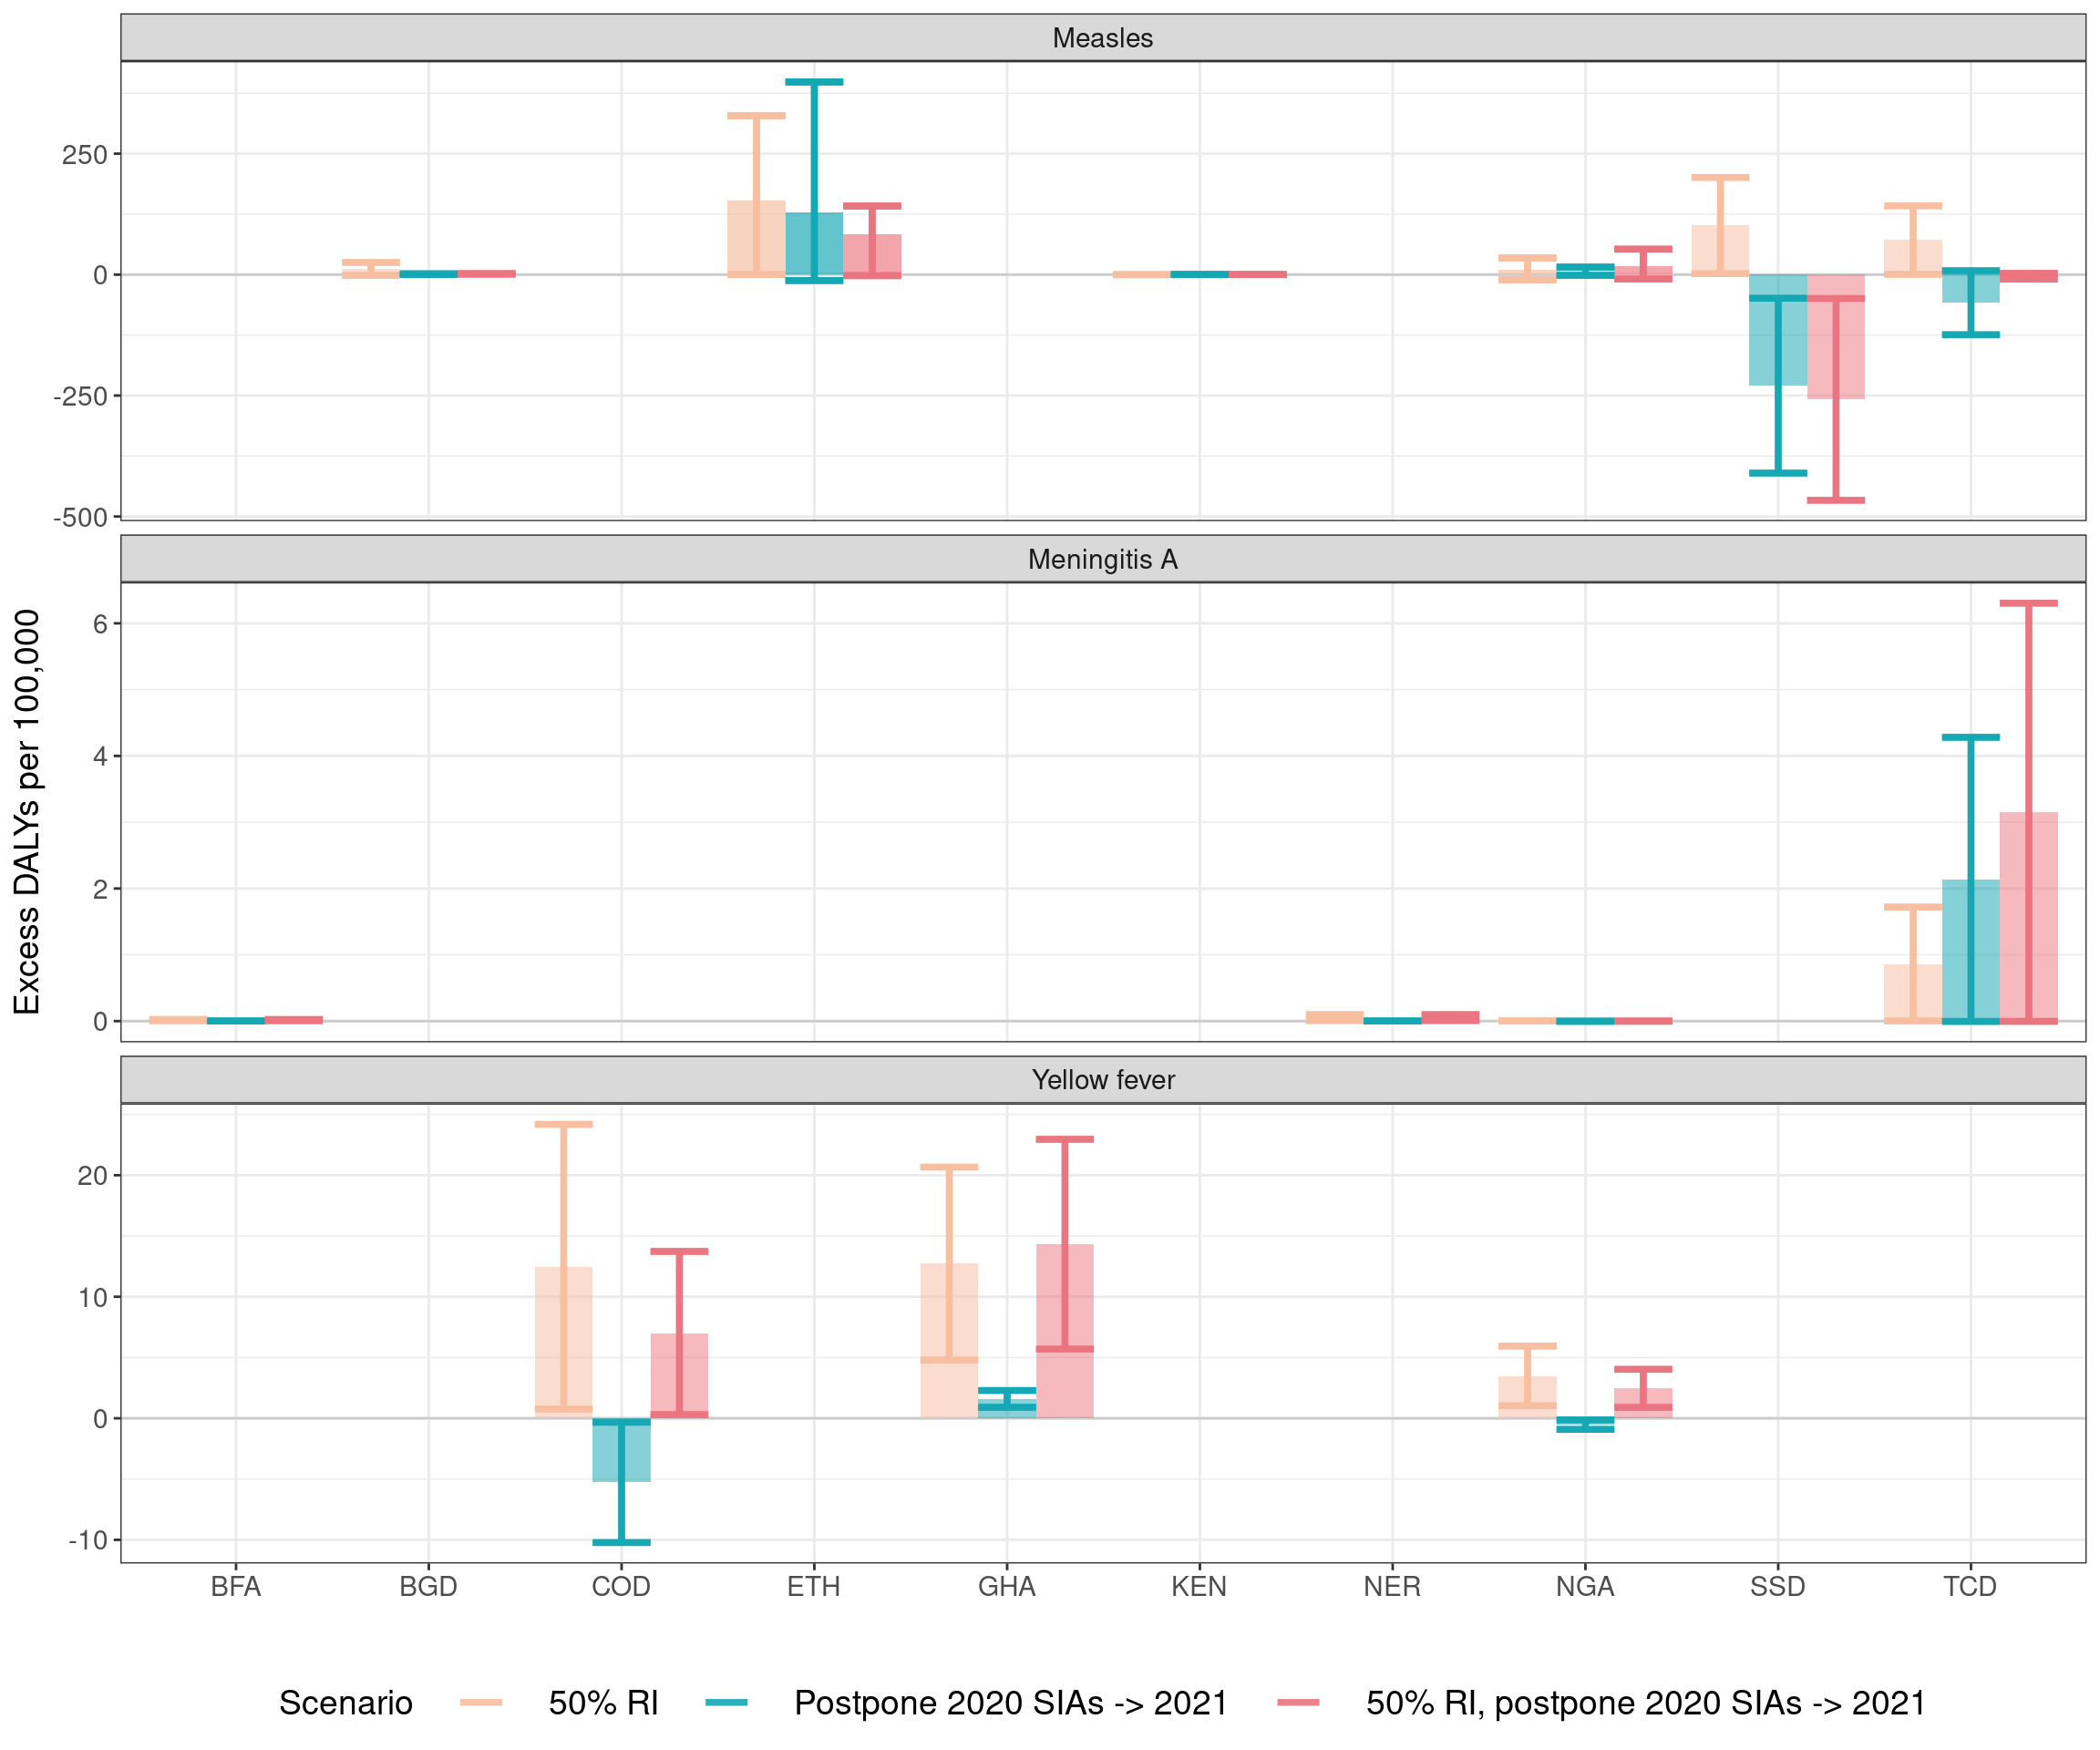 Measles
250
0
-250
-500
Meningitis A
6
4
2
0
Excess DALYs per 100,000
Yellow fever
20
10
0
-10
BFA BGD COD ETH GHA KEN NER NGA SSD TCD
Scenario 50% RI Postpone 2020 SIAs -> 2021 50% RI, postpone 2020 SIAs -> 2021